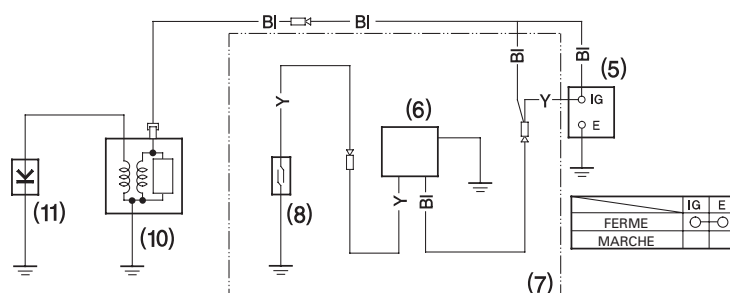 Bl
Bl
Bl
Bl
(5)
Y
(6)
Y
IG
E
(11)
(10)
(8)
Y
Bl
(7)
IG E
FERME
MARCHE